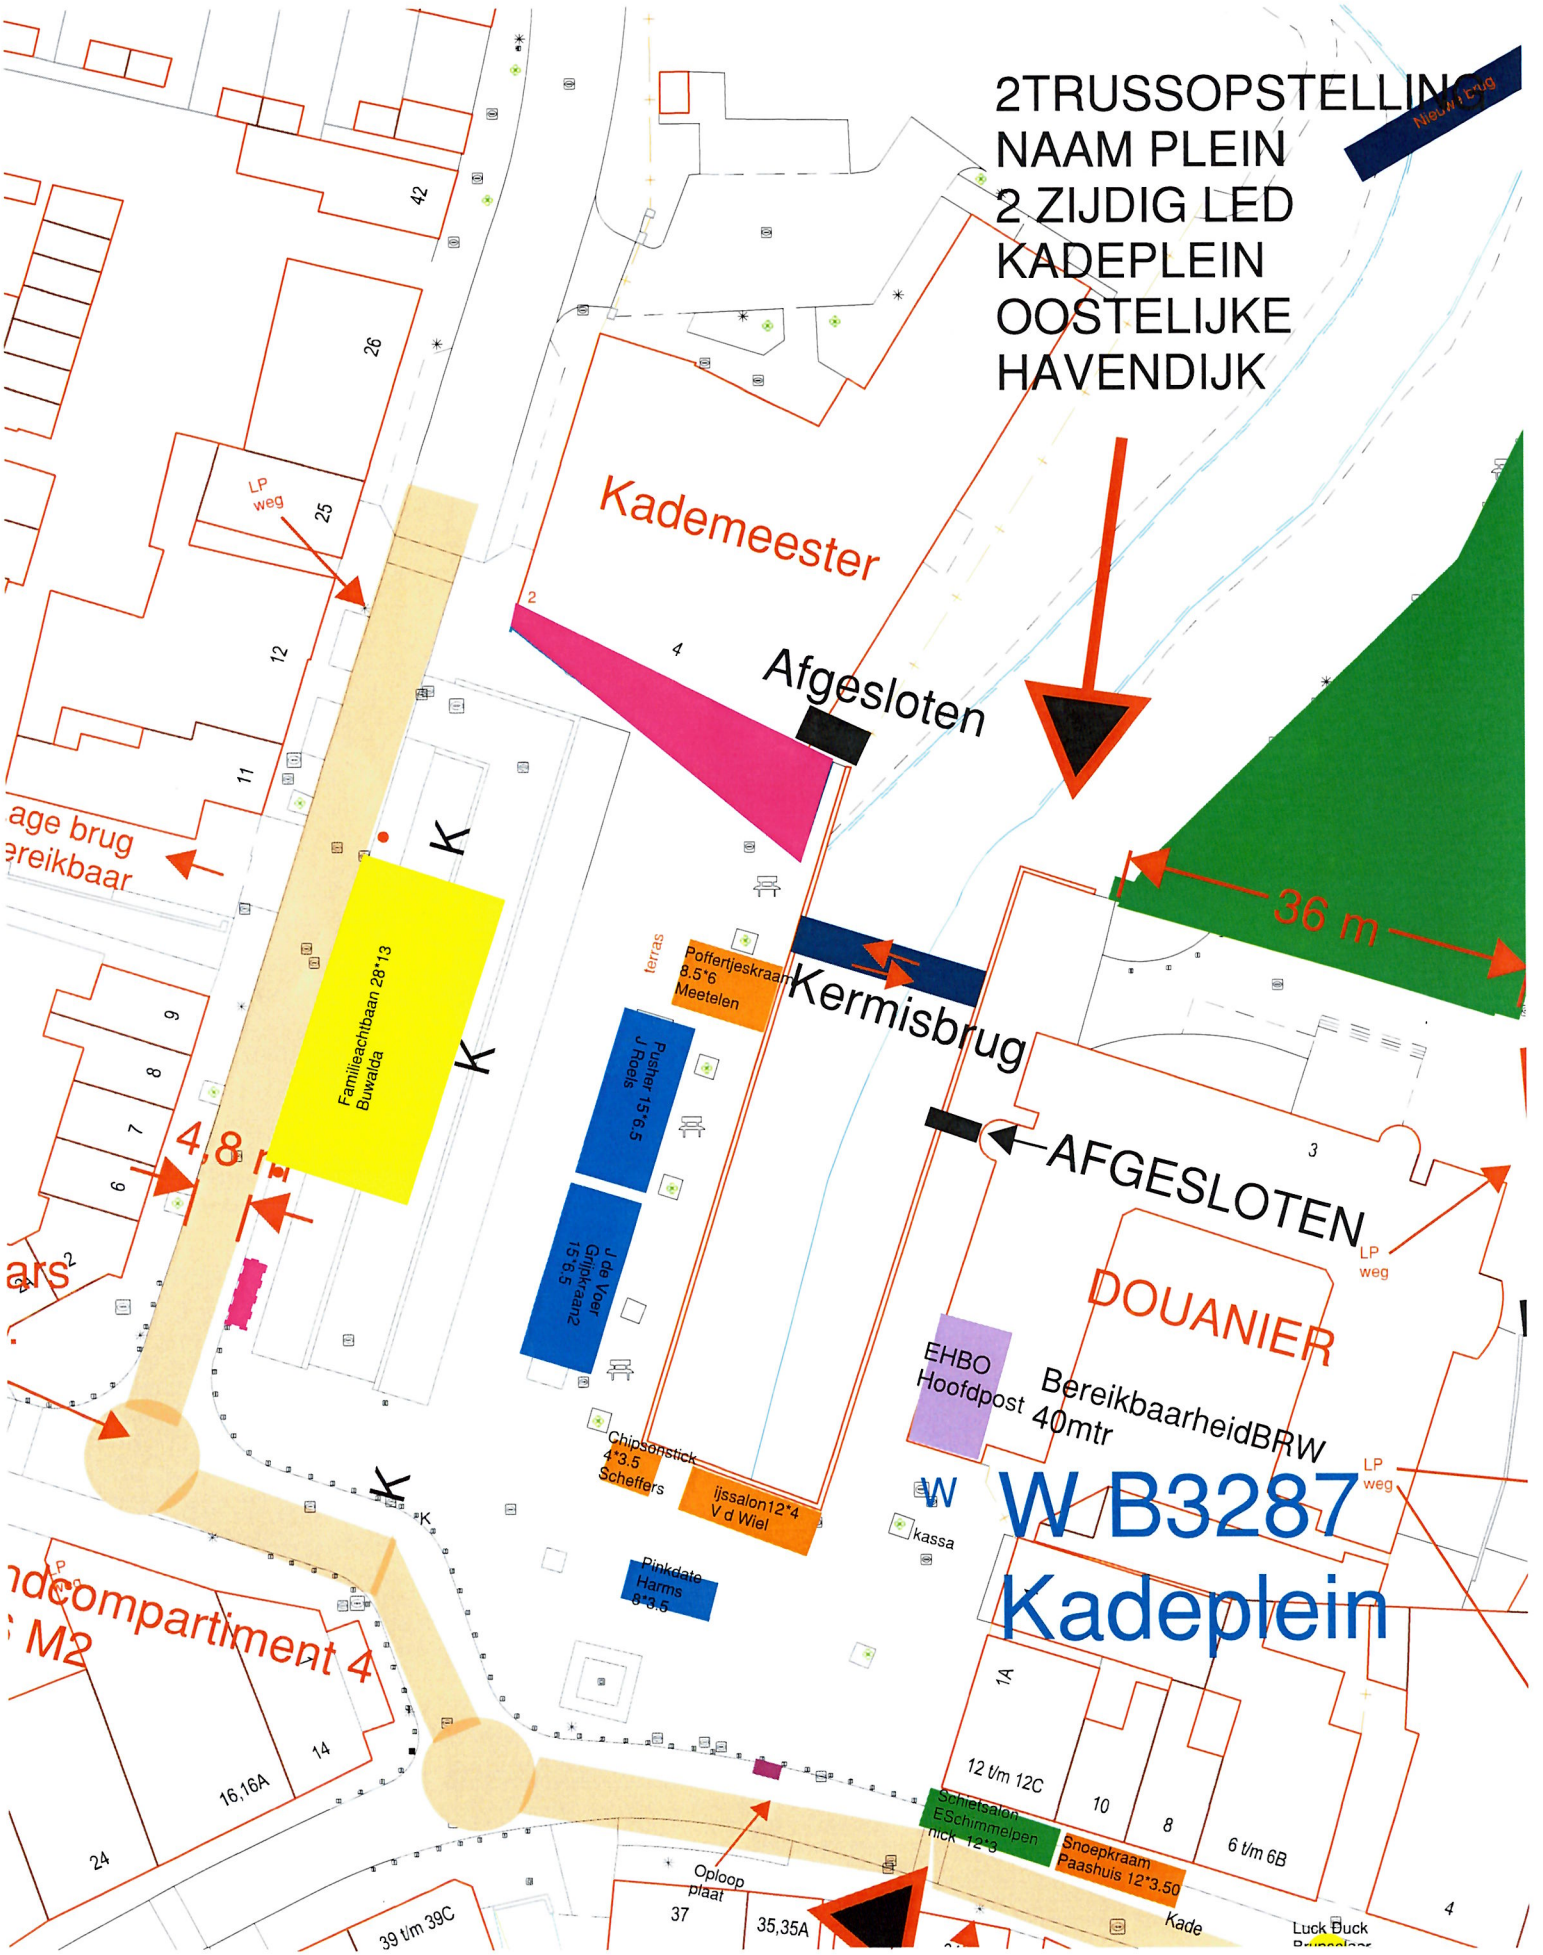 2TRUSSOPSTELLING
NAAM PLEIN
2 ZIJDIG LED
KADEPLEIN
OOSTELIJKE
HAVENDIJK
Nieuwe brug
42
26
LP
weg
25
Kademeester
2
4
12
Afgesloten
11
age brug
ereikbaar
K
36 m
terras
Poffertjeskraam
8.5*6
Meetelen
Kermisbrug
Familieachtbaan 28*13
Buwalda
K
Pusher 15*6.5
J Roels
9
8
7
6
4,8 m
3
AFGESLOTEN
LP
weg
2
ars
J de Voer
Grijpkraan2
15*6.5
DOUANIER
EHBO
Hoofdpost
BereikbaarheidBRW
40mtr
Chipsonstick
4*3.5
Scheffers
ijssalon12*4
V d Wiel
K
K
W
W B3287
Kadeplein
LP
weg
kassa
Pinkdate
Harms
8*3.5
LP
weg
ndcompartiment 4
M2
1A
14
16,16A
24
12 t/m 12C
10
8
6 t/m 6B
4
Schietsalon
ESchimmelpen
nick 12*3
Snoepkraam
Paashuis 12*3.50
Oploop
plaat
37
35,35A
39 t/m 39C
Kade
Luck Duck